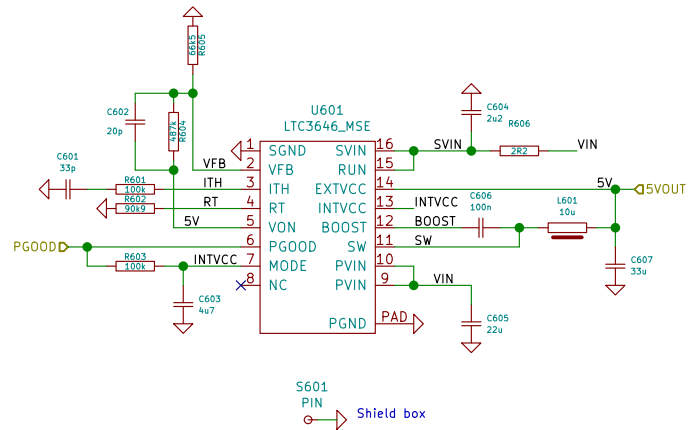 66k5
R605
C602
20p
487k
R604
U601
LTC3646_MSE
C604
2u2
R606
2R2
VIN
SVIN
C601
33p
VFB
ITH
R601
100k
R602
90k9
RT
5V
PGOOD
R603
100k
INTVCC
C603
4u7
1 SGND SVIN 16
2 VFB RUN 15
3 ITH EXTVCC 14
4 RT INTVCC 13
5 VON BOOST 12
6 PGOOD SW 11
7 MODE PVIN 10
8 NC PVIN 9
PGND PAD
INTVCC
BOOST
SW
C606
100n
L601
10u
5V
5VOUT
C607
33u
VIN
C605
22u
S601
PIN
Shield box